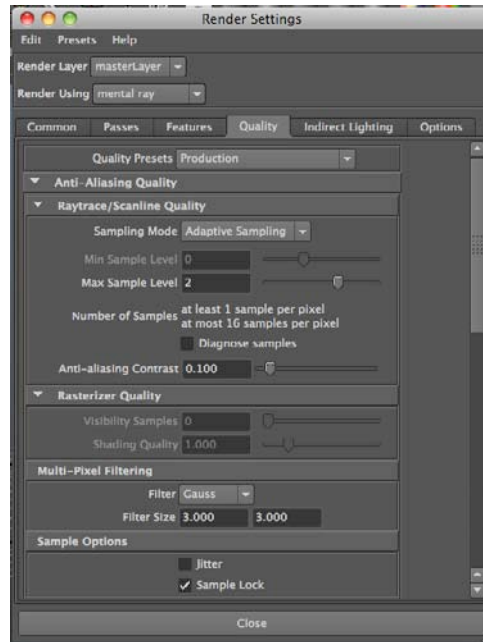 Render Settings
Edit Presets Help
Render Layer masterLayer
Render Using mental ray
Common Passes Features Quality Indirect Lighting Options
Quality Presets Production
Anti-Aliasing Quality
Raytrace/Scanline Quality
Sampling Mode Adaptive Sampling
Min Sample Level 0
Max Sample Level 2
Number of Samples at least 1 sample per pixel
at most 16 samples per pixel
Diagnose samples
Anti-aliasing Contrast 0.100
Rasterizer Quality
Visibility Samples 0
Shading Quality 1.000
Multi-Pixel Filtering
Filter Gauss
Filter Size 3.000 3.000
Sample Options
Jitter
Sample Lock
Close